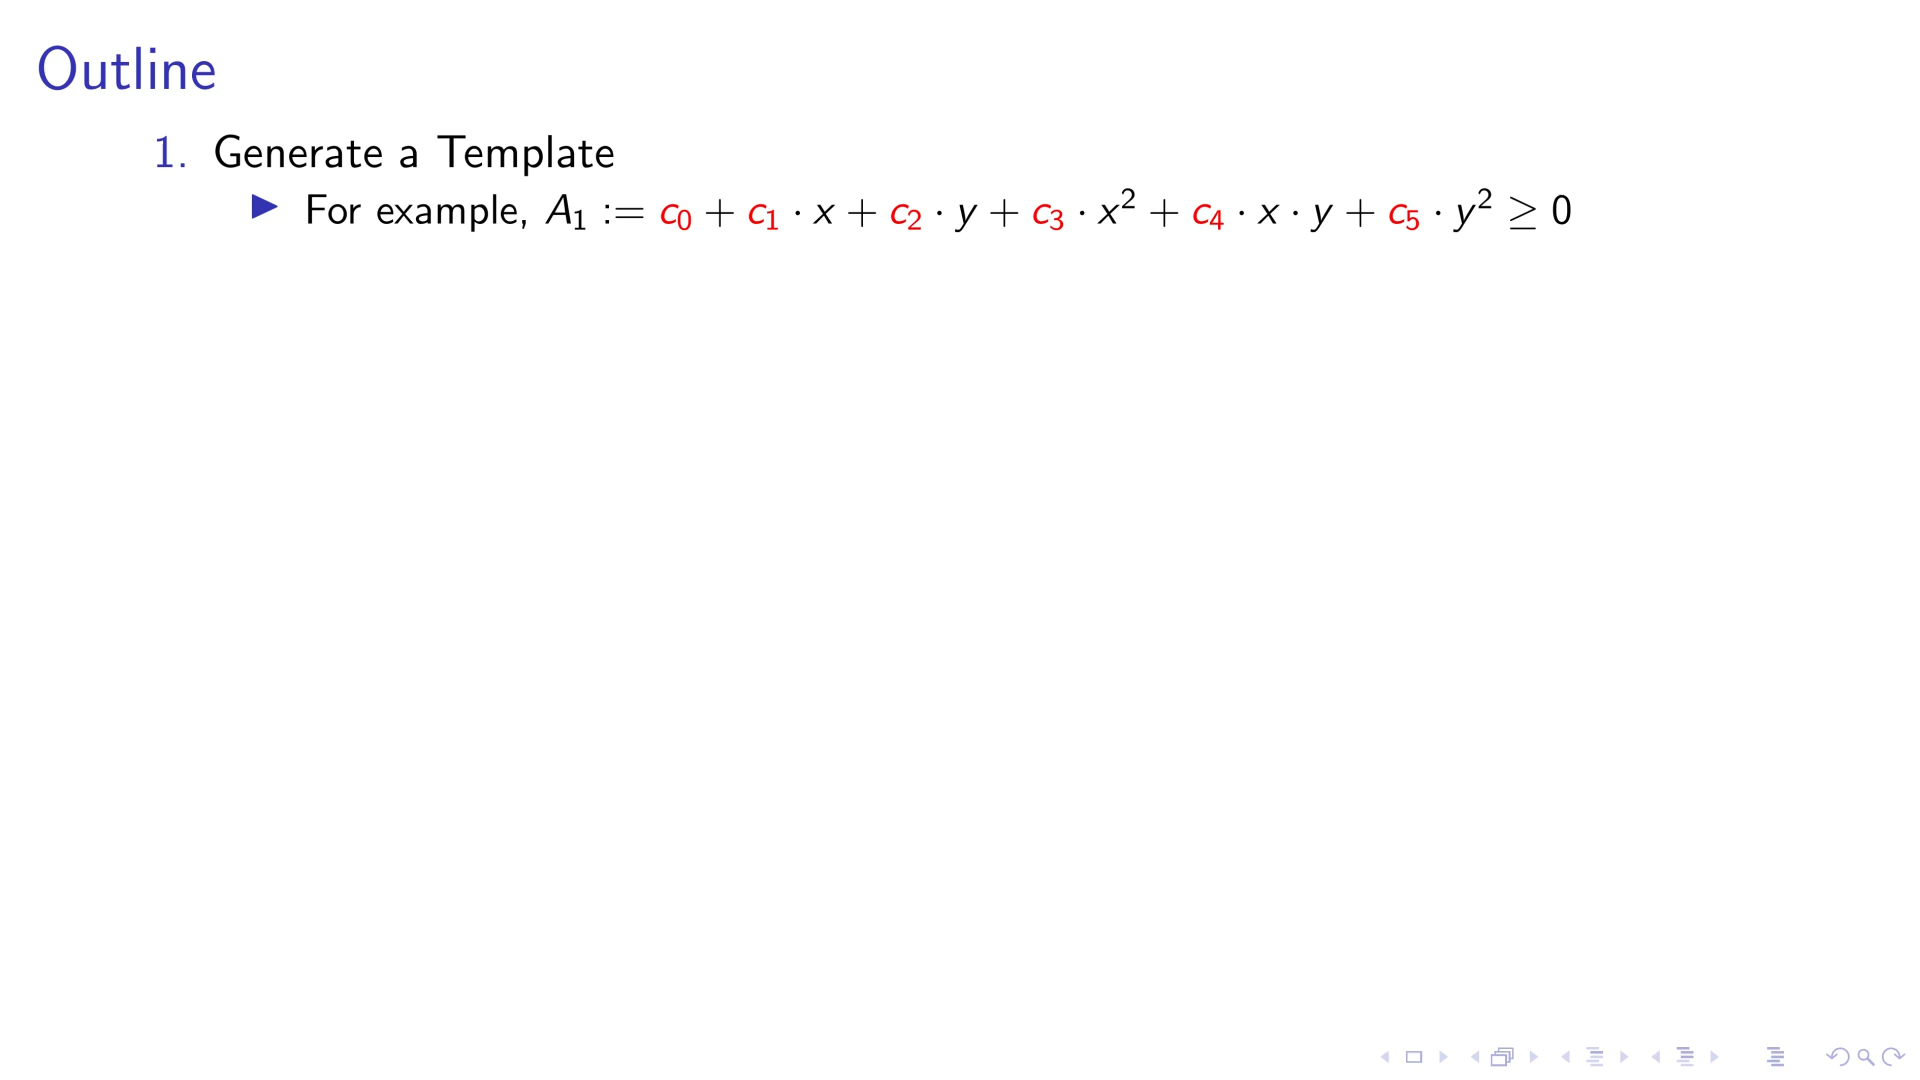 Outline
1. Generate a Template
▶ For example, A₁ := c₀ + c₁ · x + c₂ · y + c₃ · x² + c₄ · x · y + c₅ · y² ≥ 0